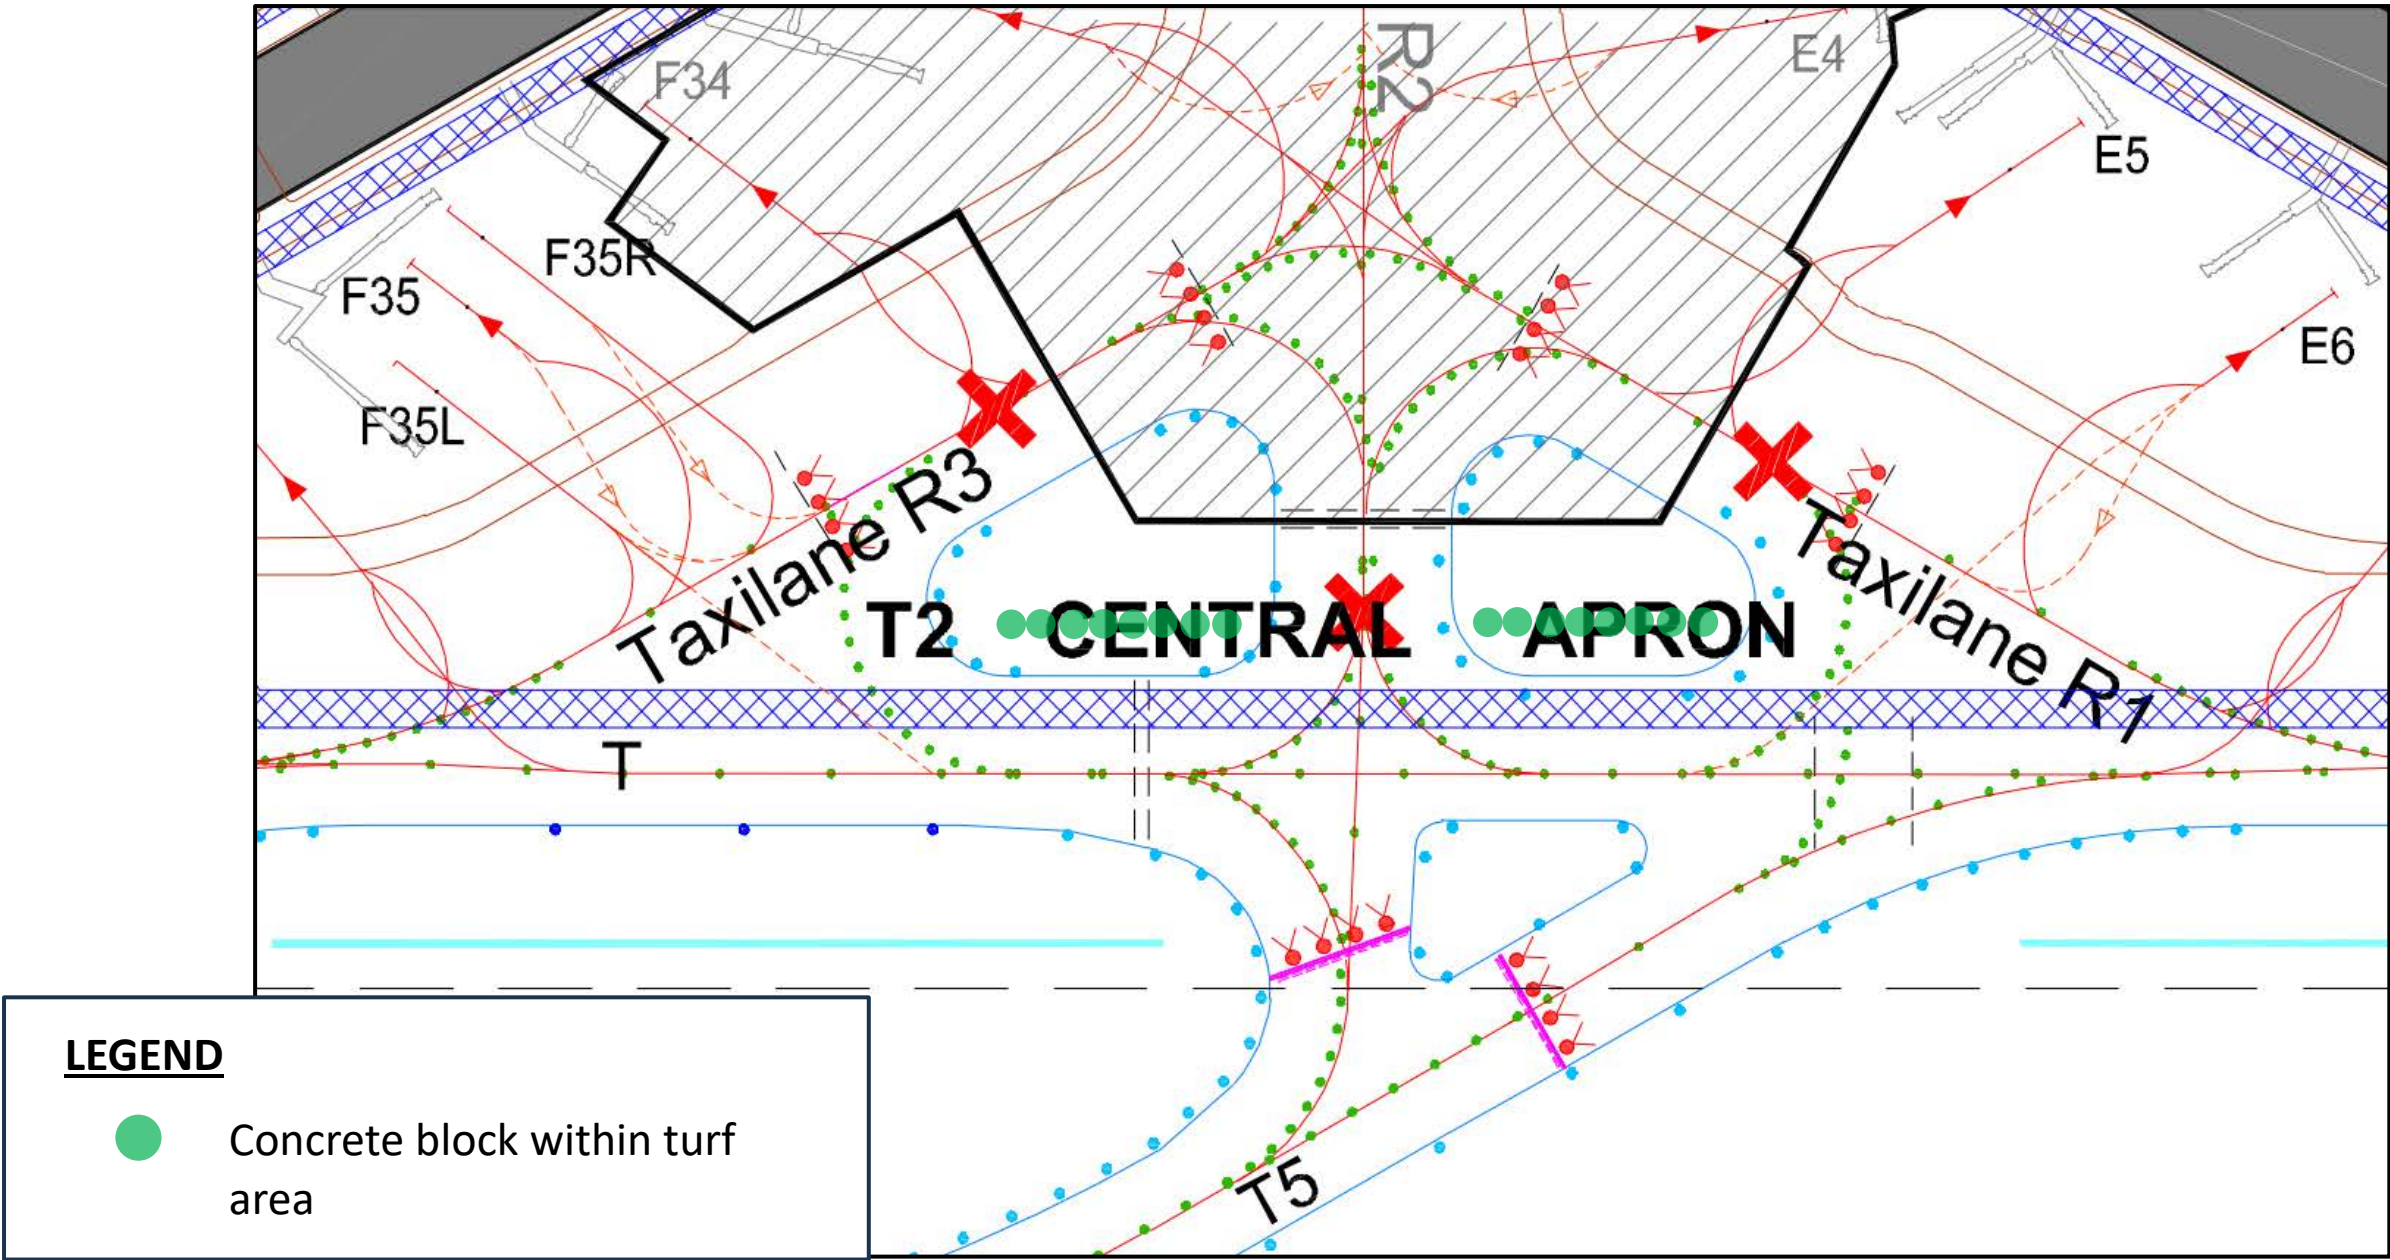 R2
F34
E4
E5
F35R
F35
E6
F35L
Taxilane R3
Taxilane R1
T2 CENTRAL APRON
T
T5
LEGEND
Concrete block within turf
area